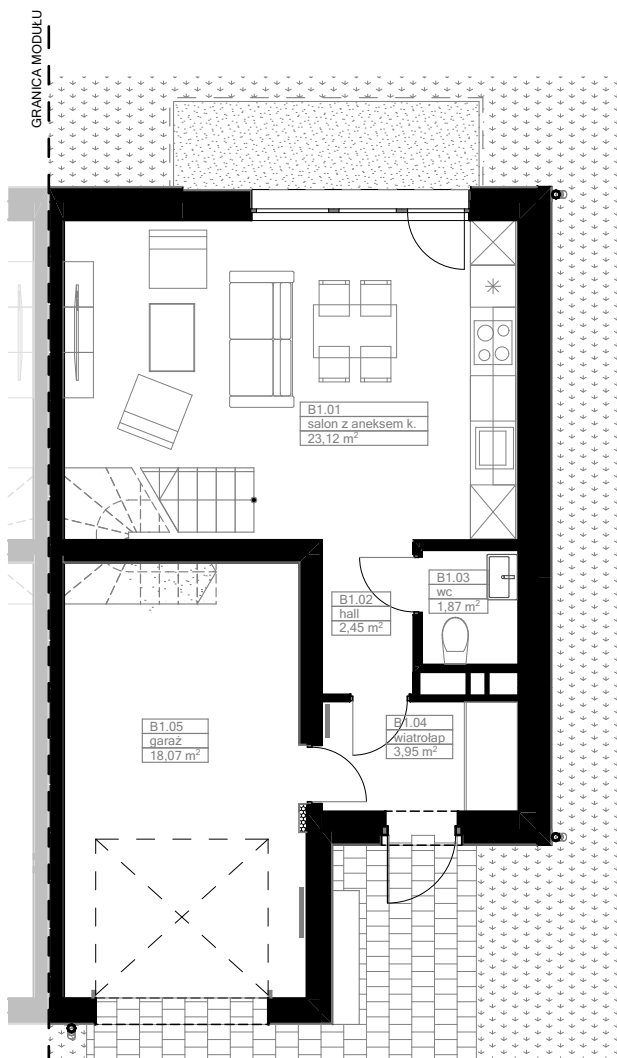 GRANICA MODUŁU
B1.01
salon z aneksem k.
23,12 m²
B1.03
wc
1,87 m²
B1.02
hall
2,45 m²
B1.04
wiatrołap
3,95 m²
B1.05
garaż
18,07 m²